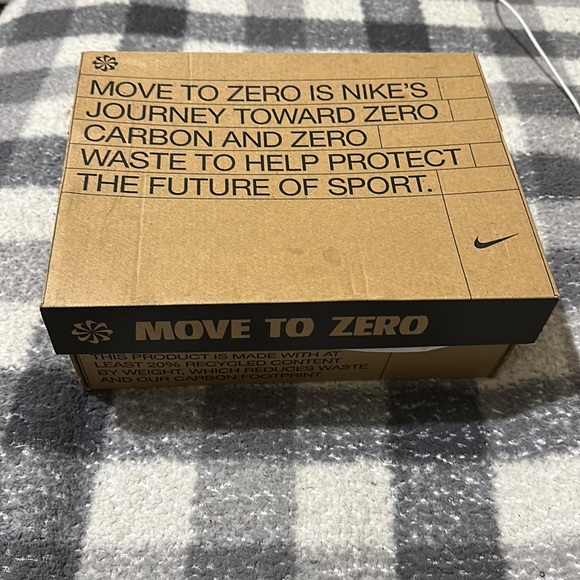 MOVE TO ZERO IS NIKE'S
JOURNEY TOWARD ZERO
CARBON AND ZERO
WASTE TO HELP PROTECT
THE FUTURE OF SPORT.
MOVE TO ZERO
THIS PRODUCT IS MADE WITH AT
LEAST 20% RECYCLED CONTENT
BY WEIGHT, WHICH REDUCES WASTE
AND OUR CARBON FOOTPRINT